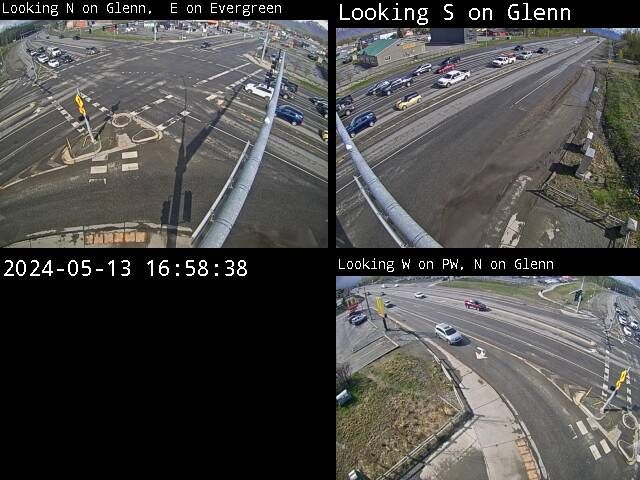 Looking N on Glenn, E on Evergreen
Looking S on Glenn
2024-05-13 16:58:38
Looking W on PW, N on Glenn